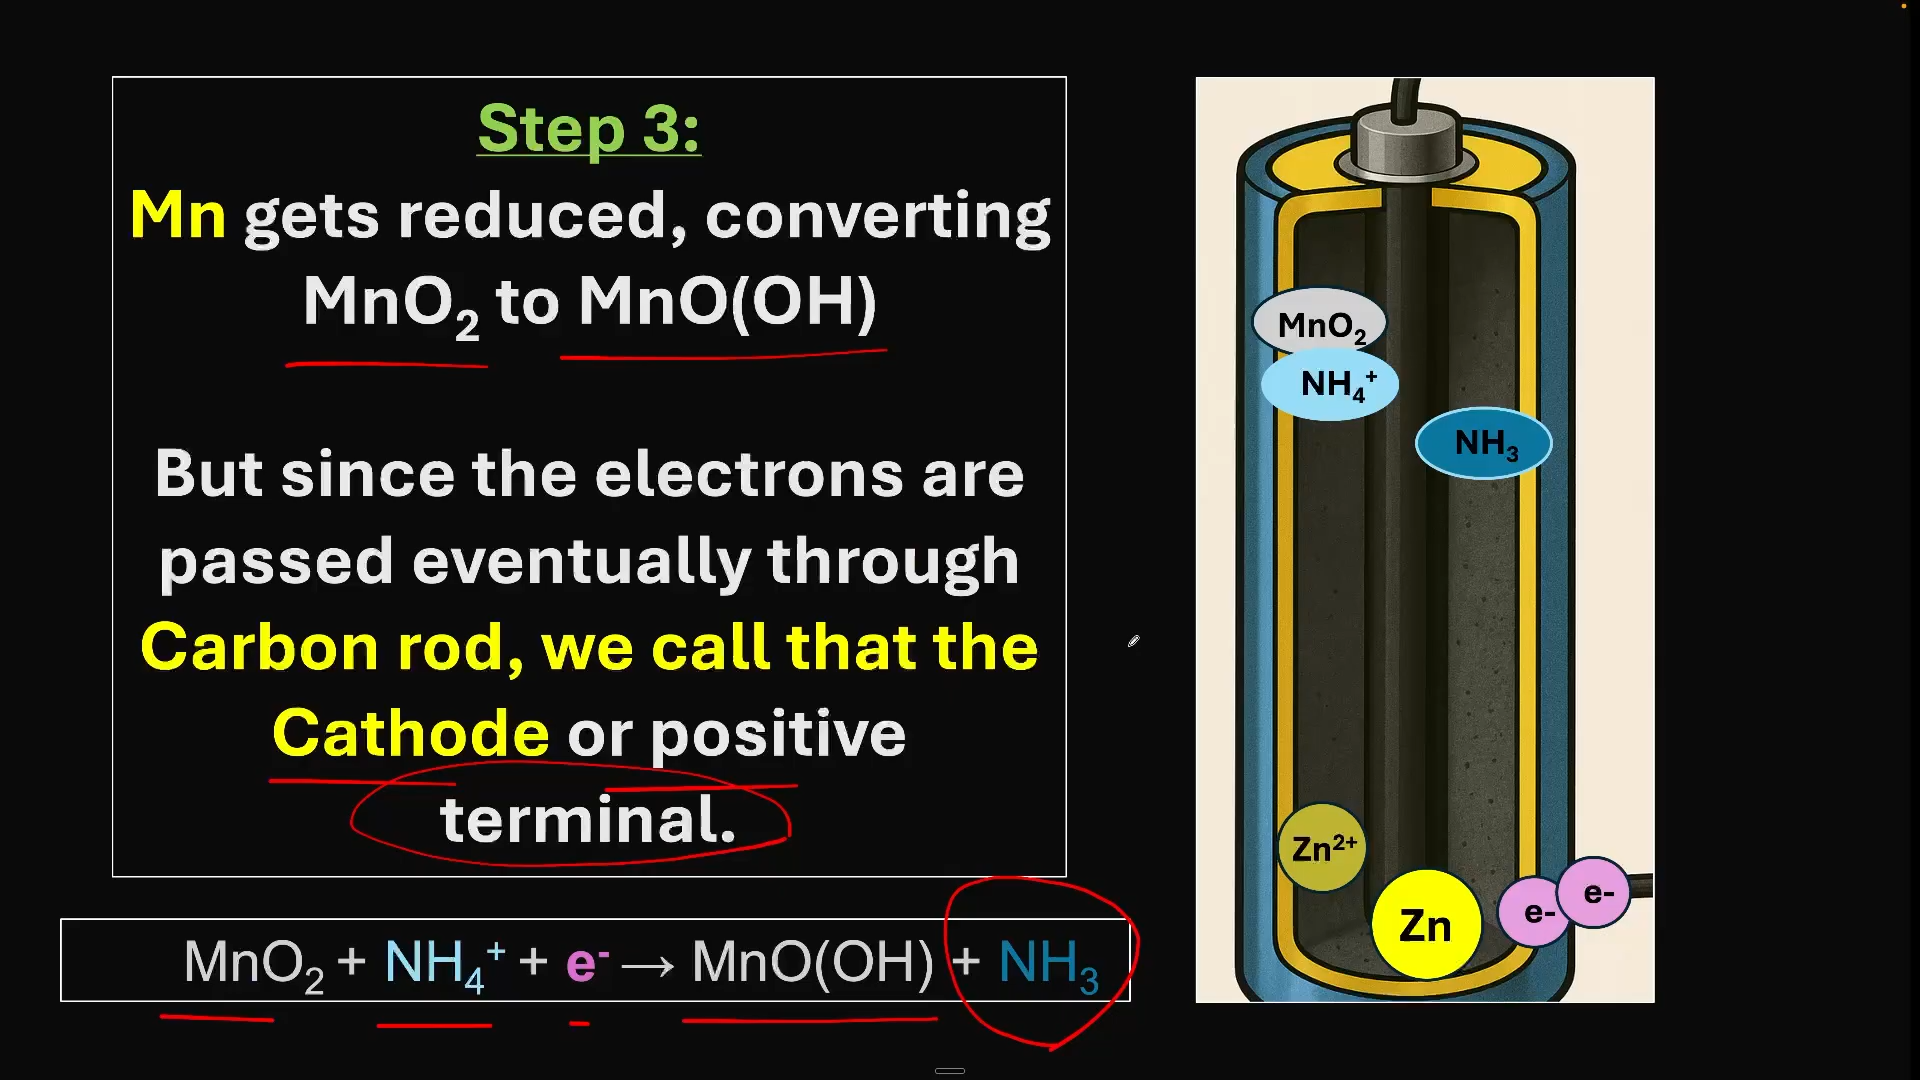 Step 3:
Mn gets reduced, converting
MnO₂ to MnO(OH)
But since the electrons are
passed eventually through
Carbon rod, we call that the
Cathode or positive
terminal.
MnO₂ + NH₄⁺ + e⁻ → MnO(OH) + NH₃
MnO₂
NH₄⁺
NH₃
Zn²⁺
Zn
e-
e-